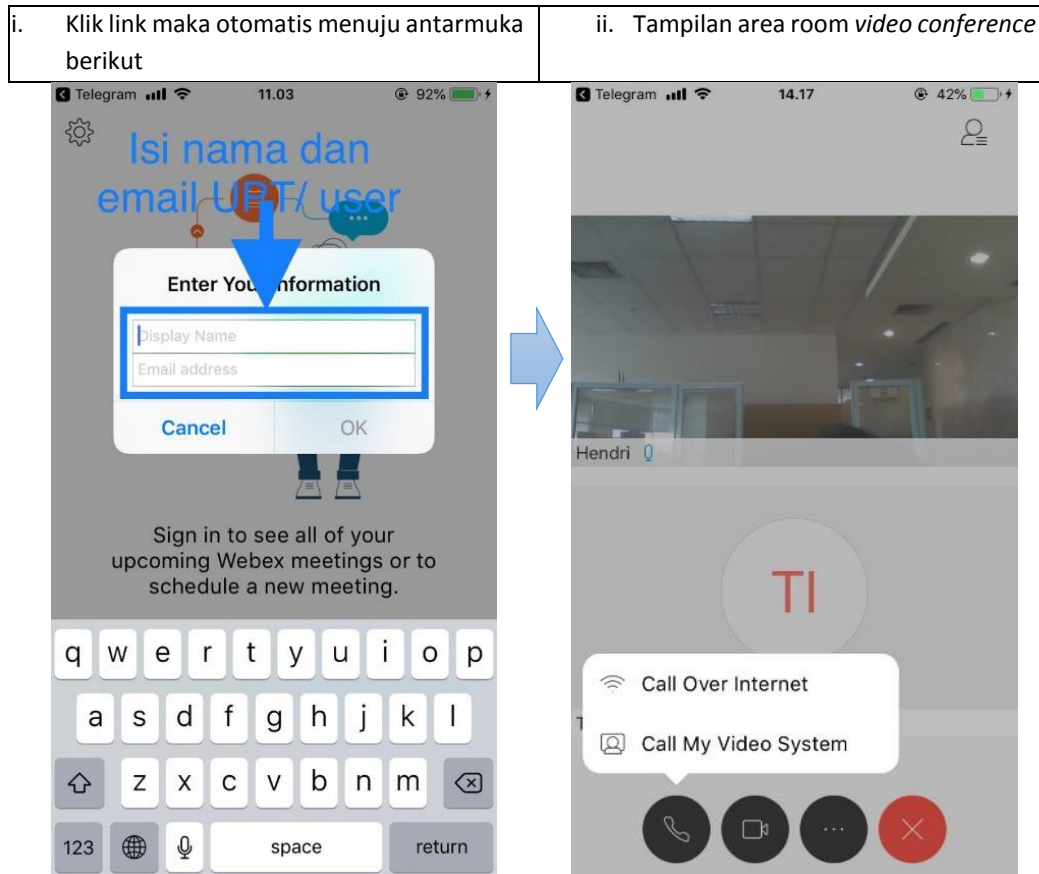 i. Klik link maka otomatis menuju antarmuka
berikut
ii. Tampilan area room video conference
Telegram 11.03 92%
Isi nama dan
email UPT/ user
Enter Your Information
Display Name
Email address
Cancel OK
Sign in to see all of your
upcoming Webex meetings or to
schedule a new meeting.
q w e r t y u i o p
a s d f g h j k l
z x c v b n m
123 space return
Telegram 14.17 42%
Hendri
TI
Call Over Internet
T
Call My Video System